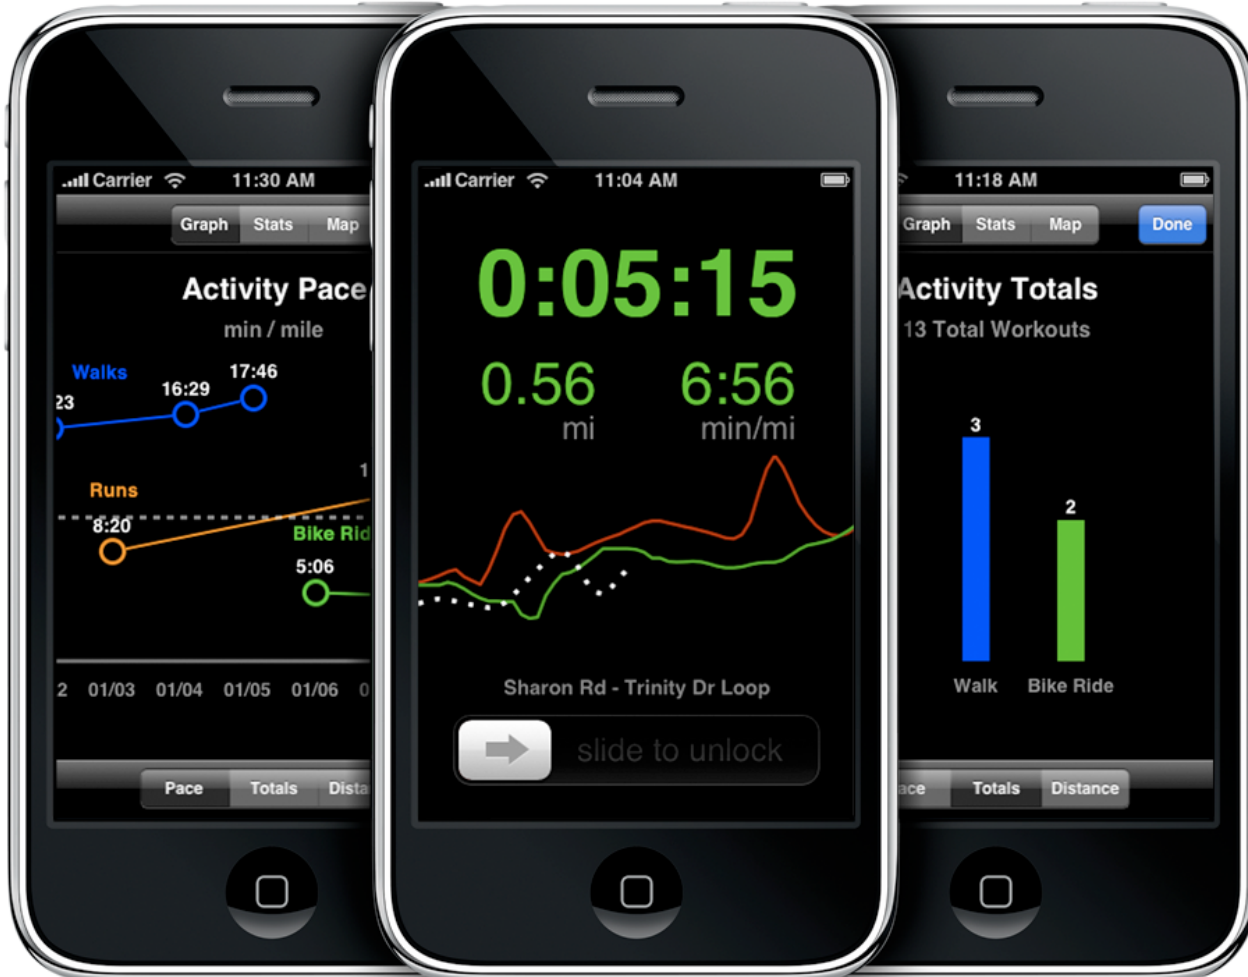 Carrier 11:30 AM
Graph Stats Map
Activity Pace
min / mile
Walks
23 16:29 17:46
Runs
8:20
1
Bike Rid
5:06
2 01/03 01/04 01/05 01/06 0
Pace Totals Dista
Carrier 11:04 AM
0:05:15
0.56 6:56
mi min/mi
Sharon Rd - Trinity Dr Loop
slide to unlock
11:18 AM
Graph Stats Map Done
Activity Totals
13 Total Workouts
3
2
Walk Bike Ride
ace Totals Distance